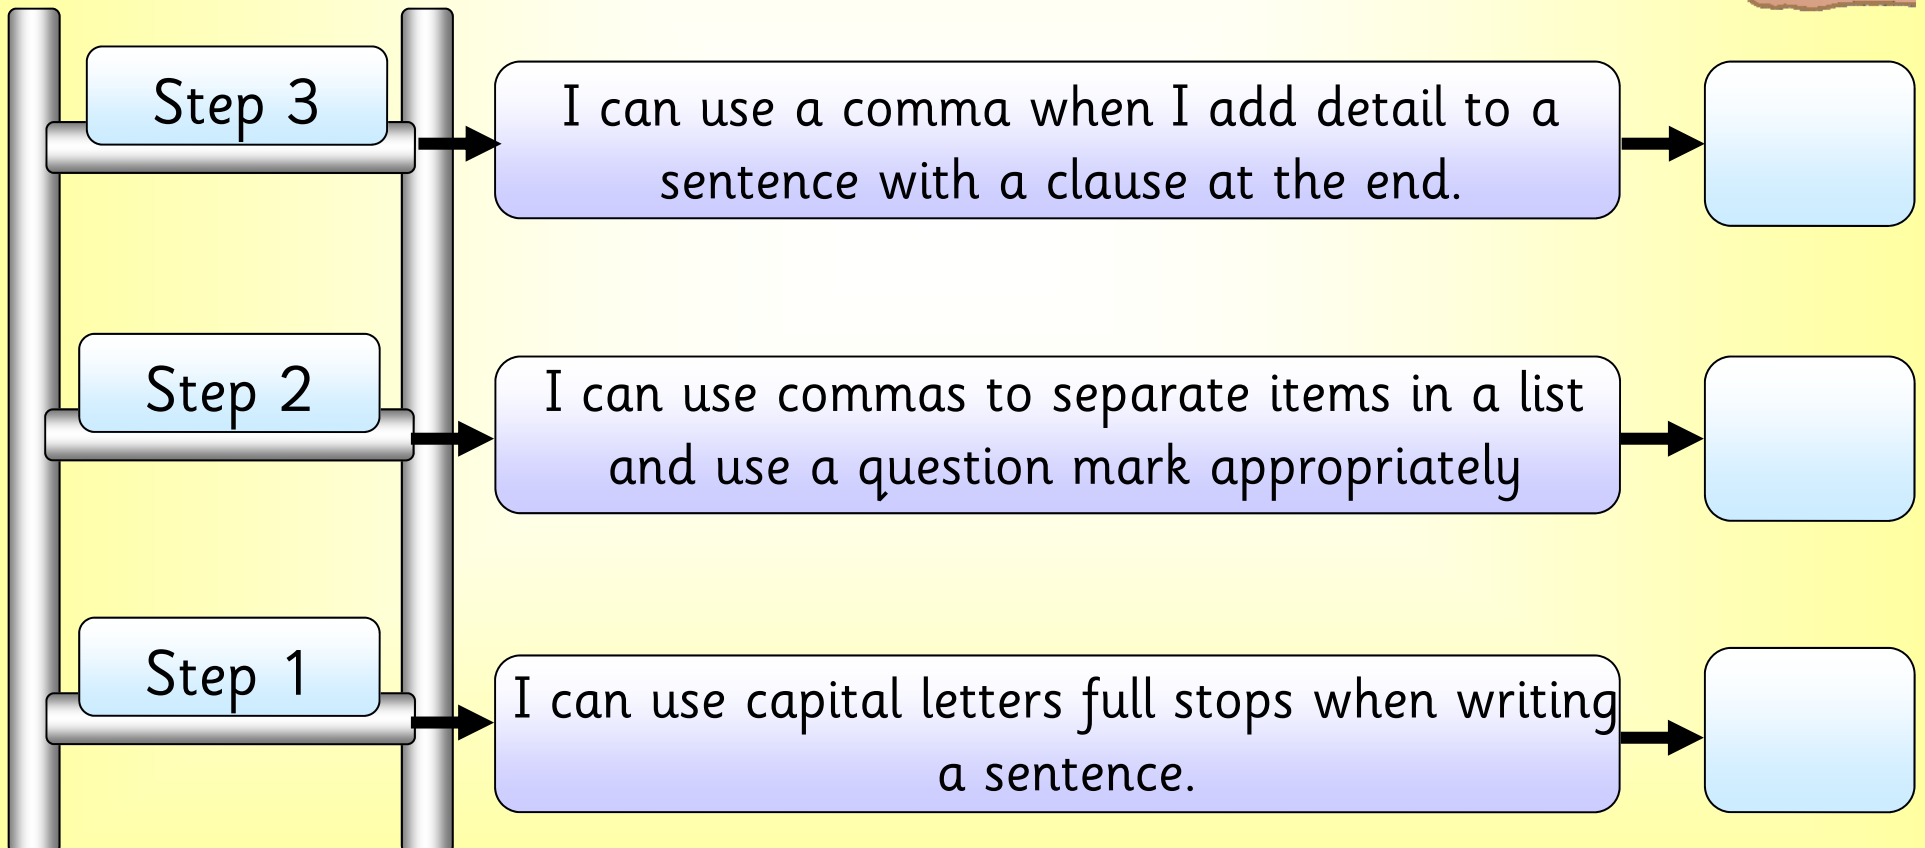 Step 3
I can use a comma when I add detail to a
sentence with a clause at the end.
Step 2
I can use commas to separate items in a list
and use a question mark appropriately
Step 1
I can use capital letters full stops when writing
a sentence.